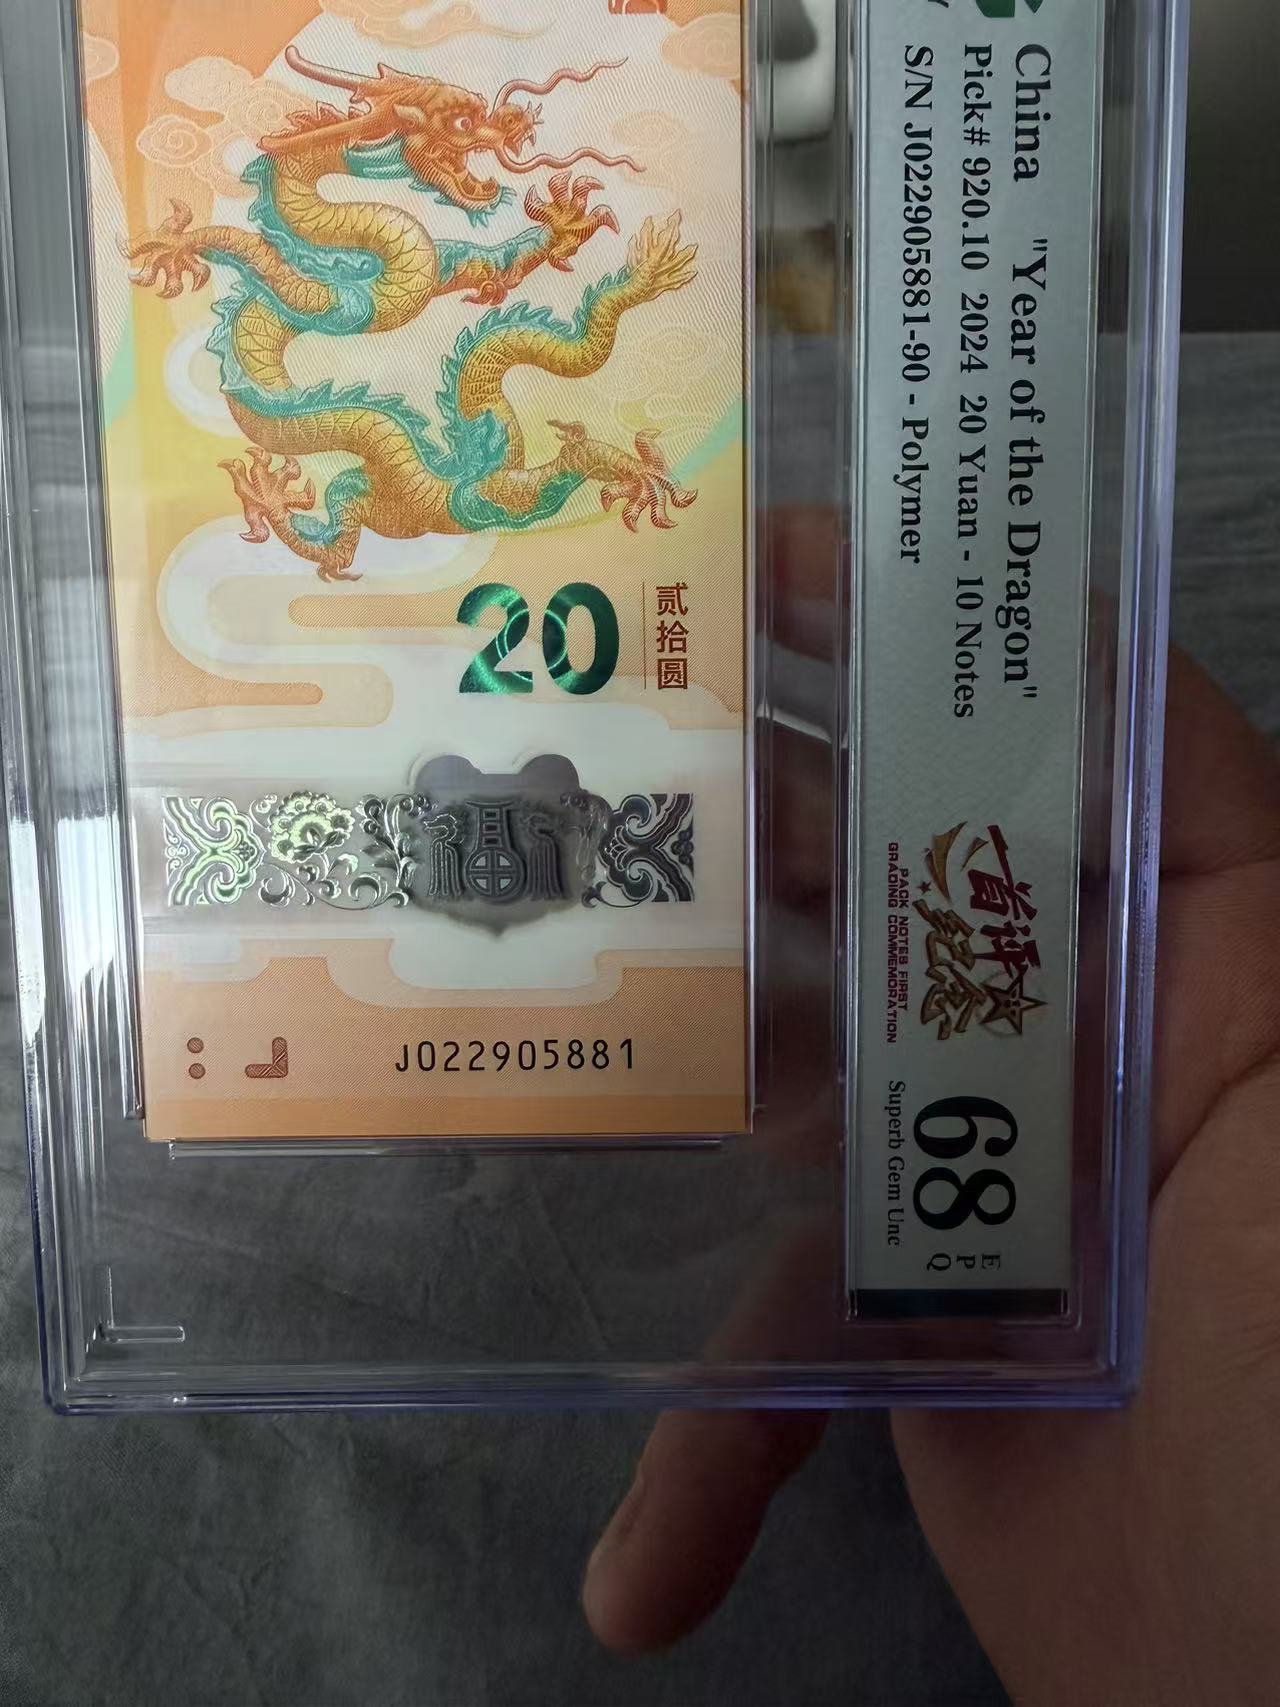 China "Year of the Dragon"
Pick# 920.10 2024 20 Yuan - 10 Notes
S/N J022905881-90 - Polymer
首评
纪念
PACK NOTES FIRST
GRADING COMMEMORATION
68
EPQ
Superb Gem Unc
20
贰拾圆
J022905881